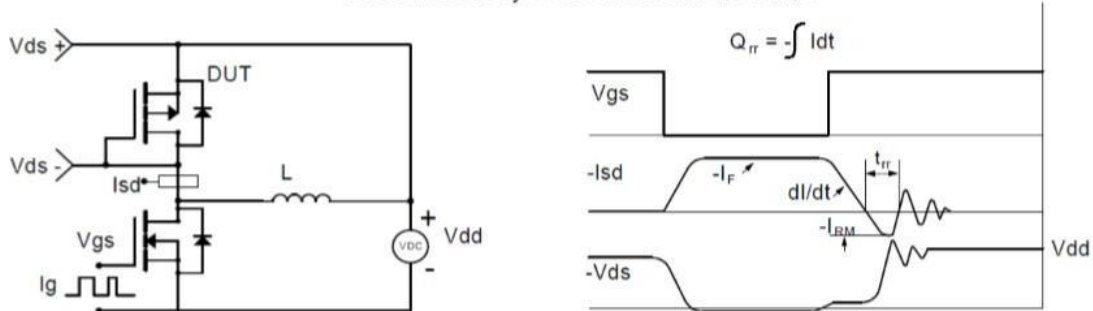 Vds +
DUT
Vds -
Isd
L
Vgs
Ig
VDC
+
-
Vdd
Qrr = -∫ Idt
Vgs
-Isd
-IF
dI/dt
trr
-IRM
Vdd
-Vds